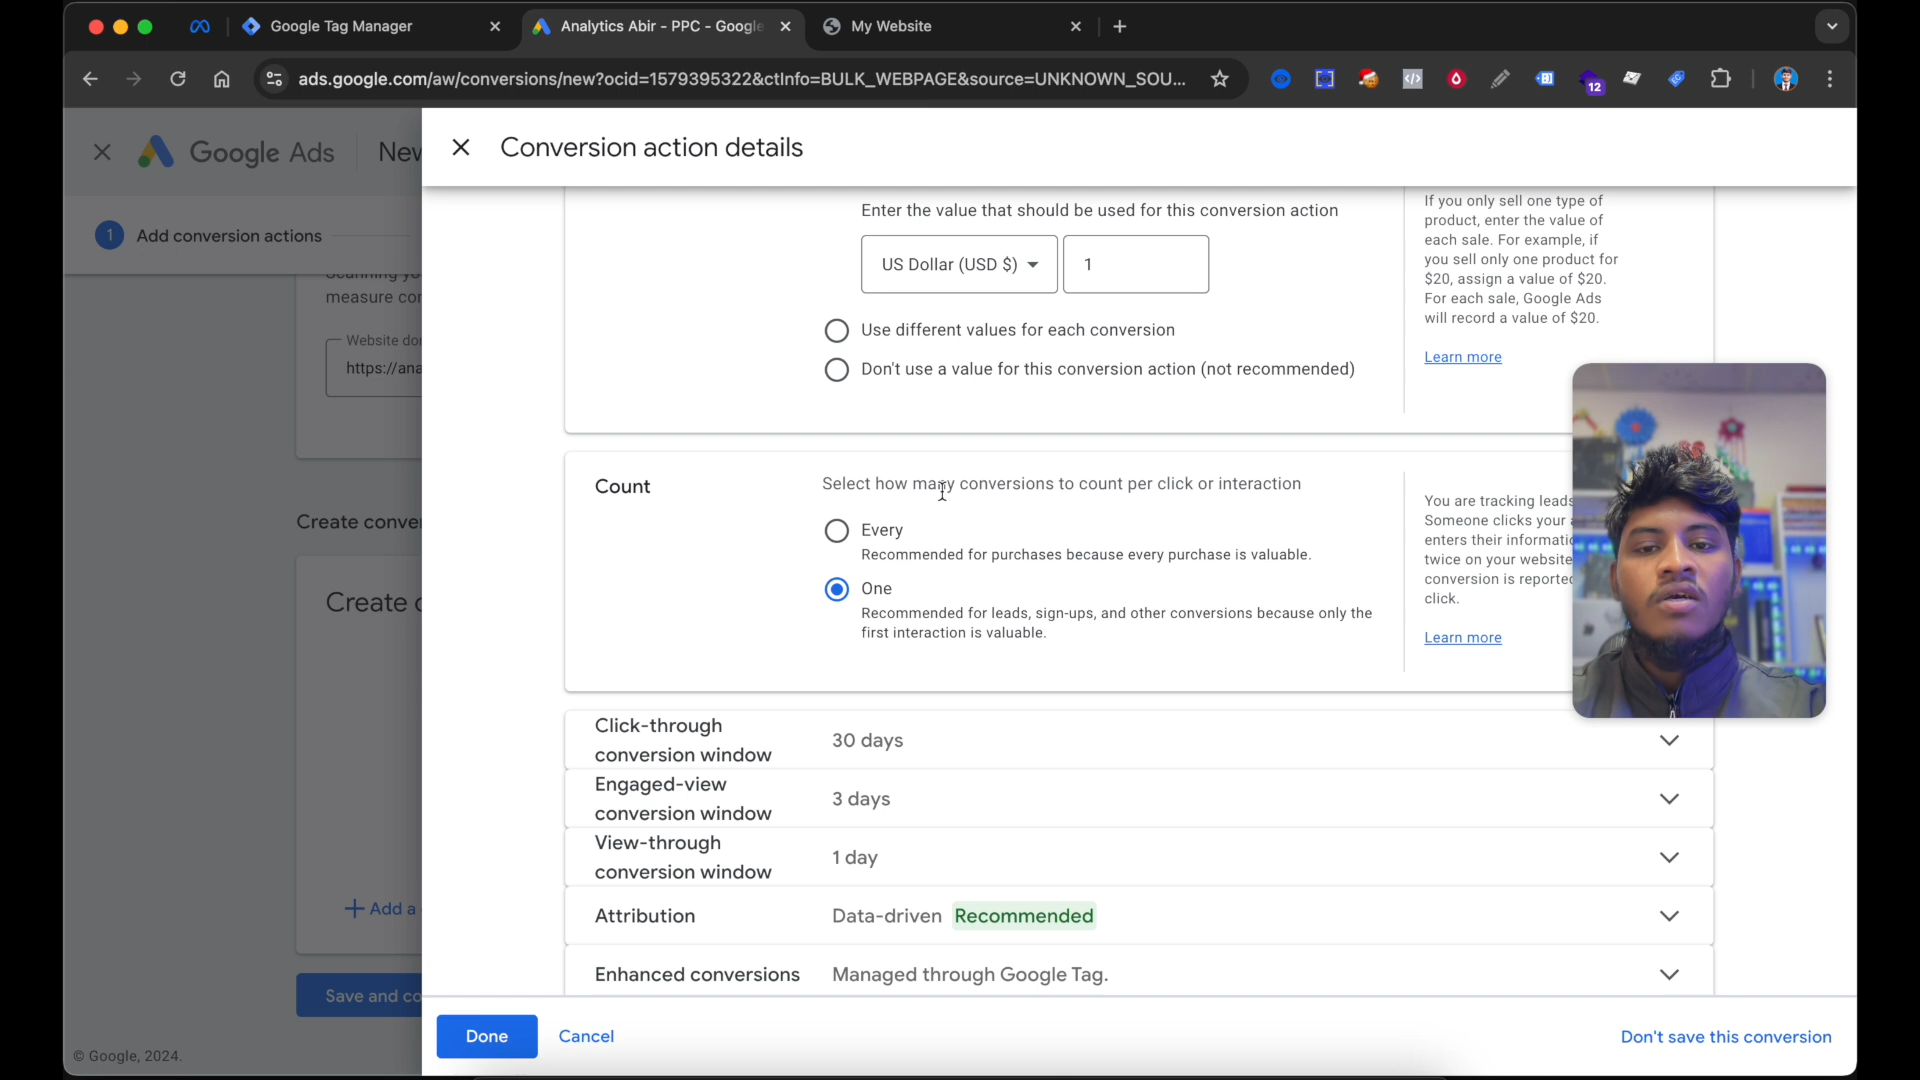 Google Tag Manager
Analytics Abir - PPC - Google
My Website
ads.google.com/aw/conversions/new?ocid=1579395322&ctInfo=BULK_WEBPAGE&source=UNKNOWN_SOU...
12
Google Ads
New
Conversion action details
1 Add conversion actions
measure con
Website do
https://ana
Create conve
Create c
+ Add a
Save and co
© Google, 2024.
Enter the value that should be used for this conversion action
US Dollar (USD $)
1
Use different values for each conversion
Don't use a value for this conversion action (not recommended)
If you only sell one type of
product, enter the value of
each sale. For example, if
you sell only one product for
$20, assign a value of $20.
For each sale, Google Ads
will record a value of $20.
Learn more
Count
Select how many conversions to count per click or interaction
Every
Recommended for purchases because every purchase is valuable.
One
Recommended for leads, sign-ups, and other conversions because only the
first interaction is valuable.
You are tracking leads
Someone clicks your
enters their informati
twice on your website
conversion is reporte
click.
Learn more
Click-through
conversion window
30 days
Engaged-view
conversion window
3 days
View-through
conversion window
1 day
Attribution
Data-driven Recommended
Enhanced conversions
Managed through Google Tag.
Done
Cancel
Don't save this conversion